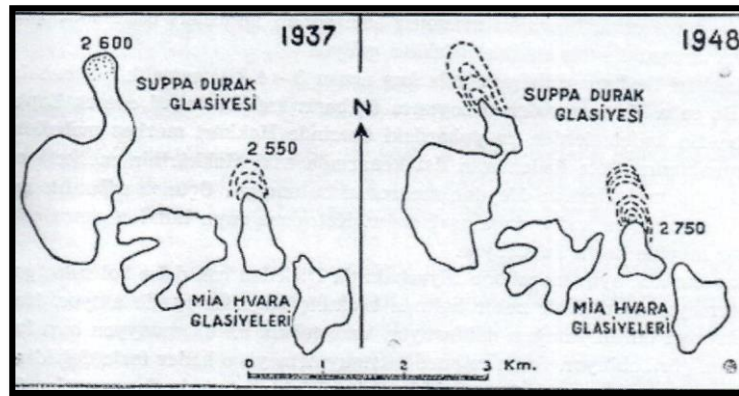 1937
2 600
SUPPA DURAK
GLASİYESİ
2 550
MİA HVARA
GLASİYELERİ
N
1948
SUPPA DURAK
GLASİYESİ
2 750
MİA HVARA
GLASİYELERİ
0 1 2 3 Km.